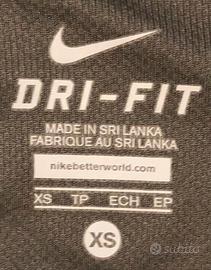 DRI-FIT
MADE IN SRI LANKA
FABRIQUE AU SRI LANKA
nikebetterworld.com
XS TP ECH EP
XS
subito